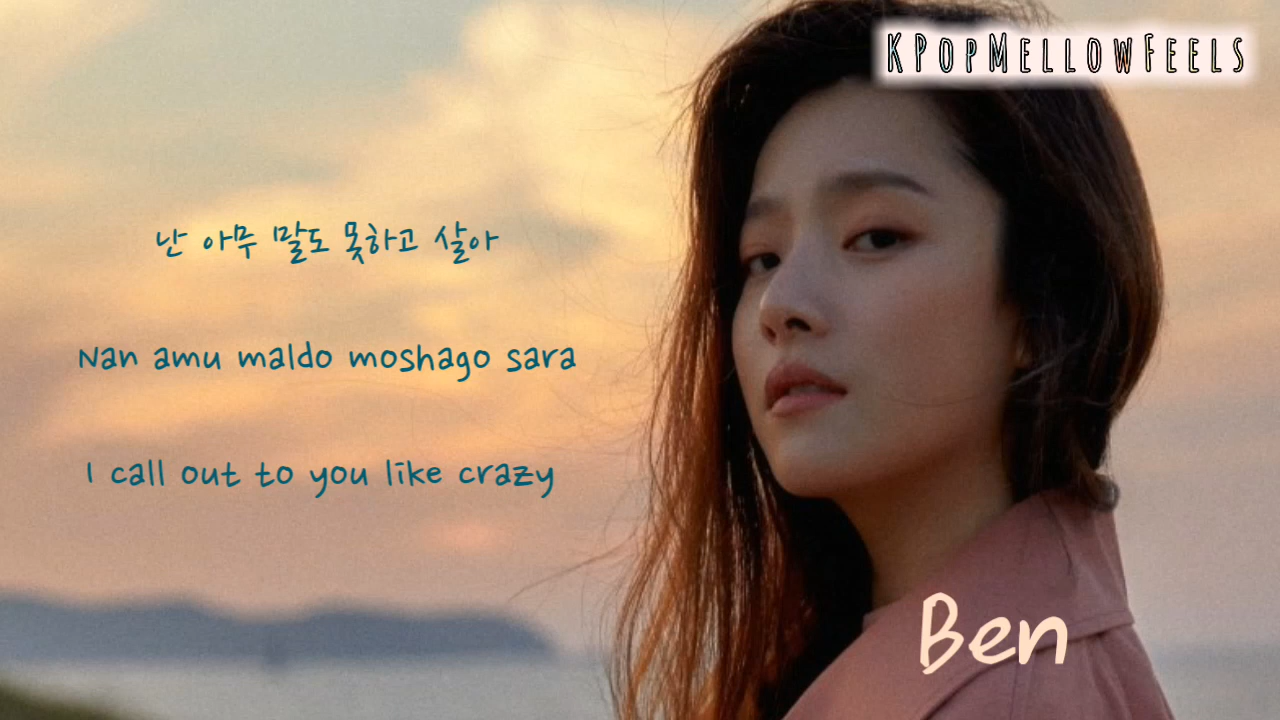 KPopMellowFeels
난 아무 말도 못하고 살아
Nan amu maldo moshago sara
I call out to you like crazy
Ben